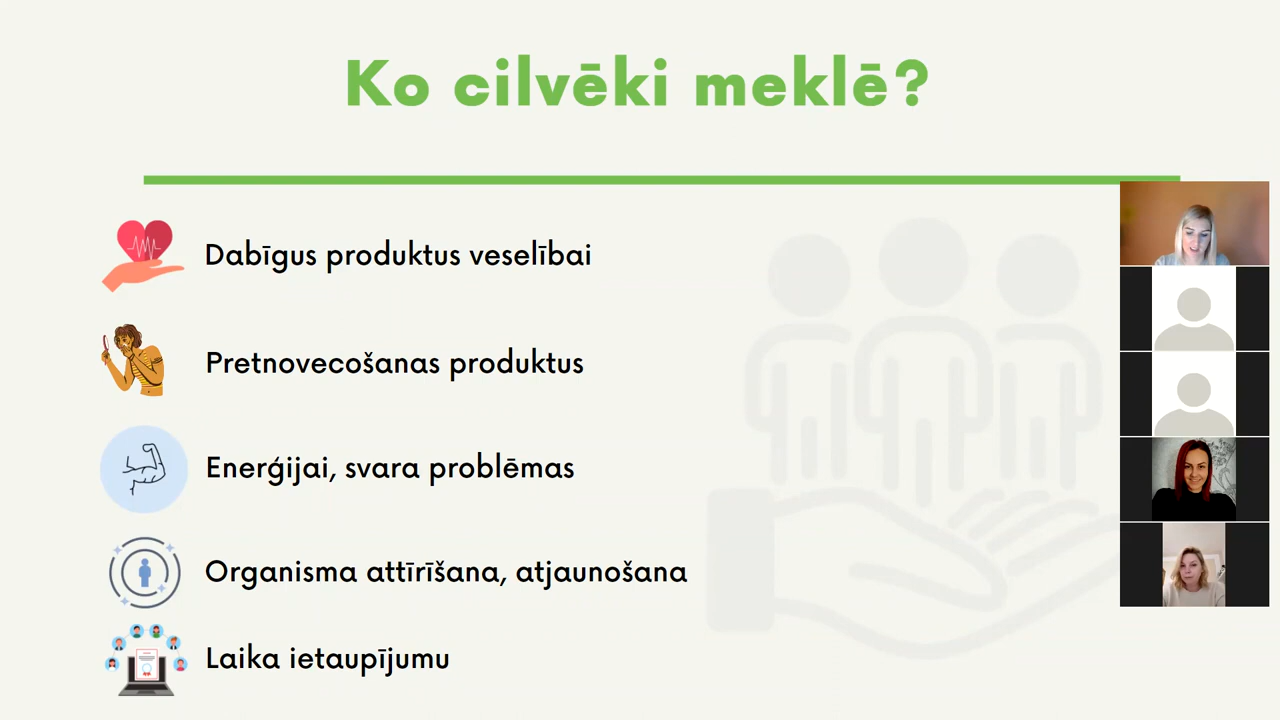 Ko cilvēki meklē?
Dabīgus produktus veselībai
Pretnovecošanas produktus
Enerģijai, svara problēmas
Organisma attīrīšana, atjaunošana
Laika ietaupījumu